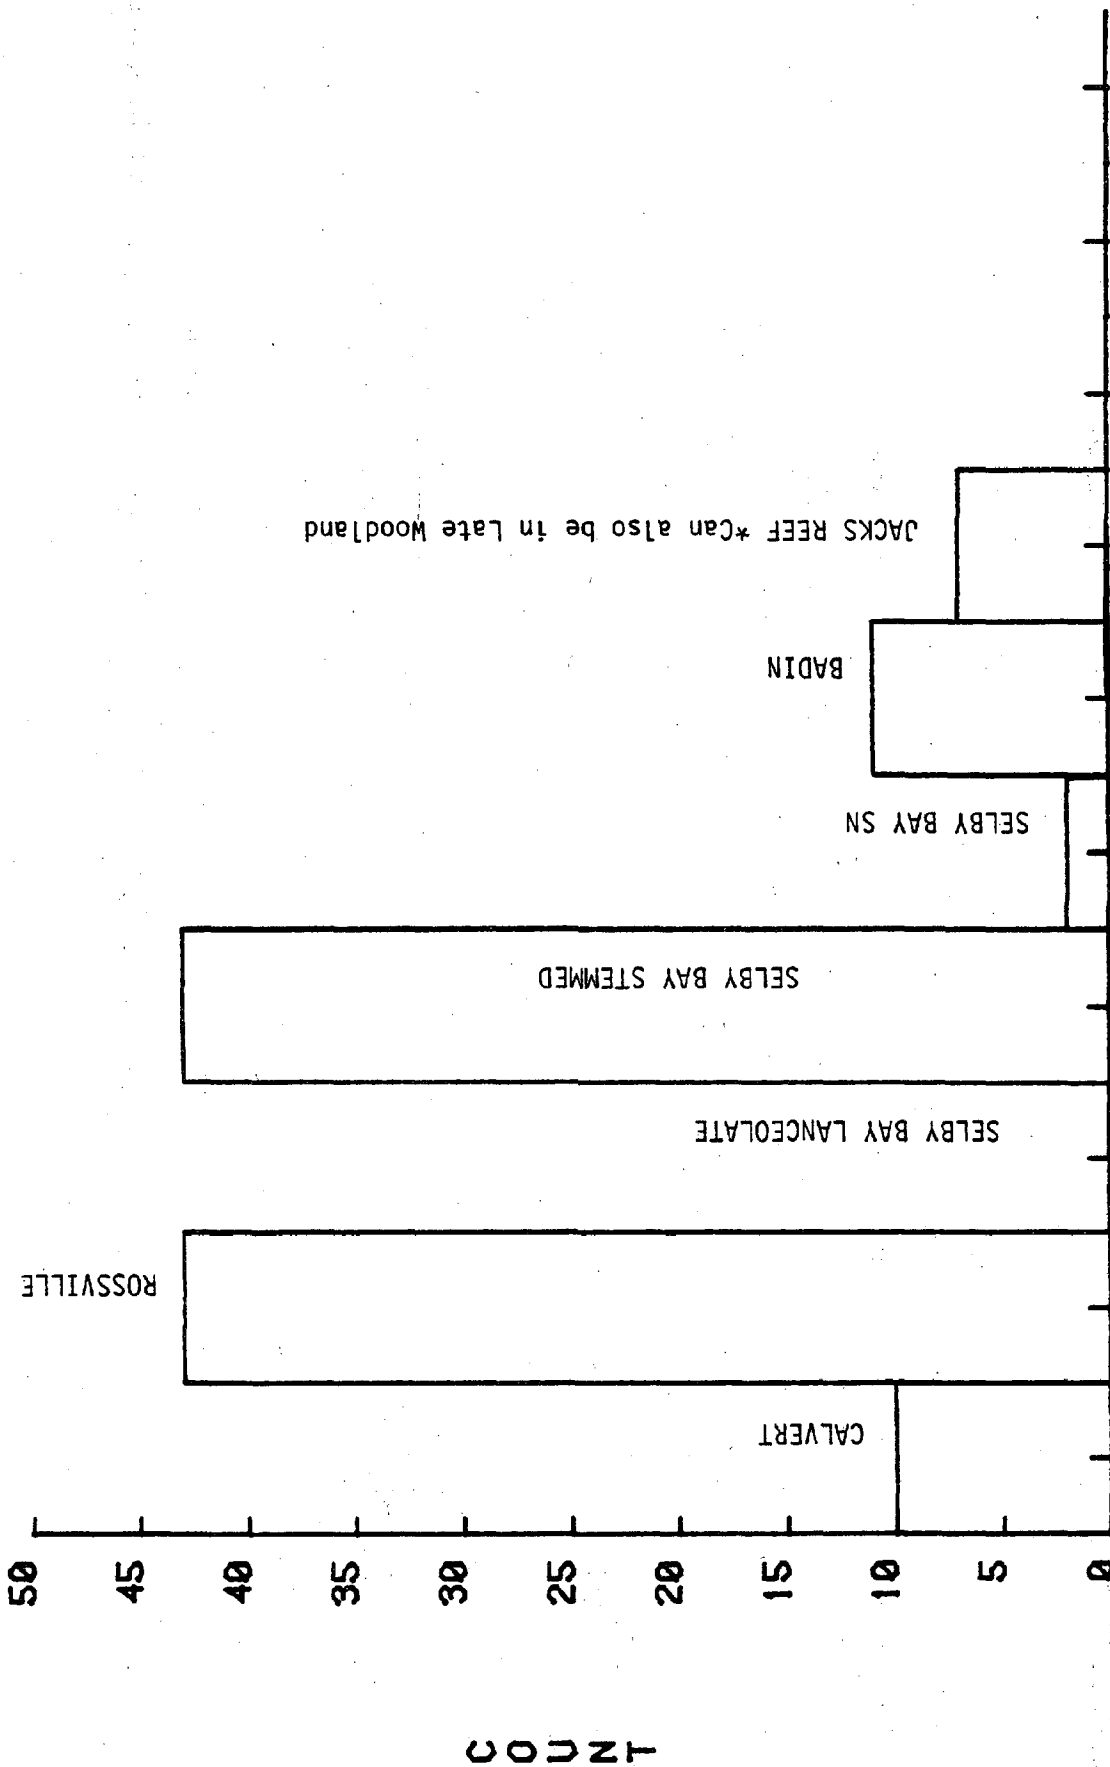 COUNT
50
45
40
35
30
25
20
15
10
5
0
CALVERT
ROSSVILLE
SELBY BAY LANCEOLATE
SELBY BAY STEMMED
SELBY BAY SN
BADIN
JACKS REEF *Can also be in Late Woodland